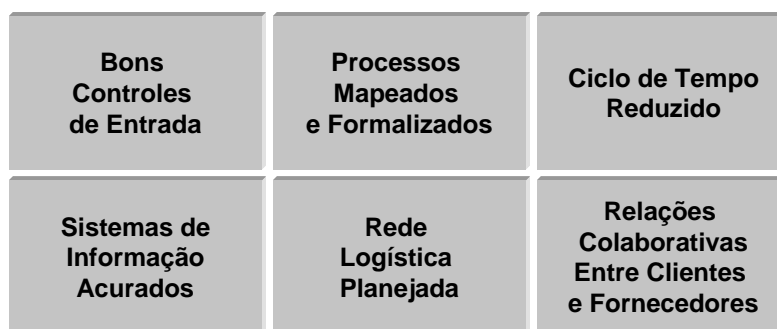 Bons
Controles
de Entrada
Processos
Mapeados
e Formalizados
Ciclo de Tempo
Reduzido
Sistemas de
Informação
Acurados
Rede
Logística
Planejada
Relações
Colaborativas
Entre Clientes
e Fornecedores